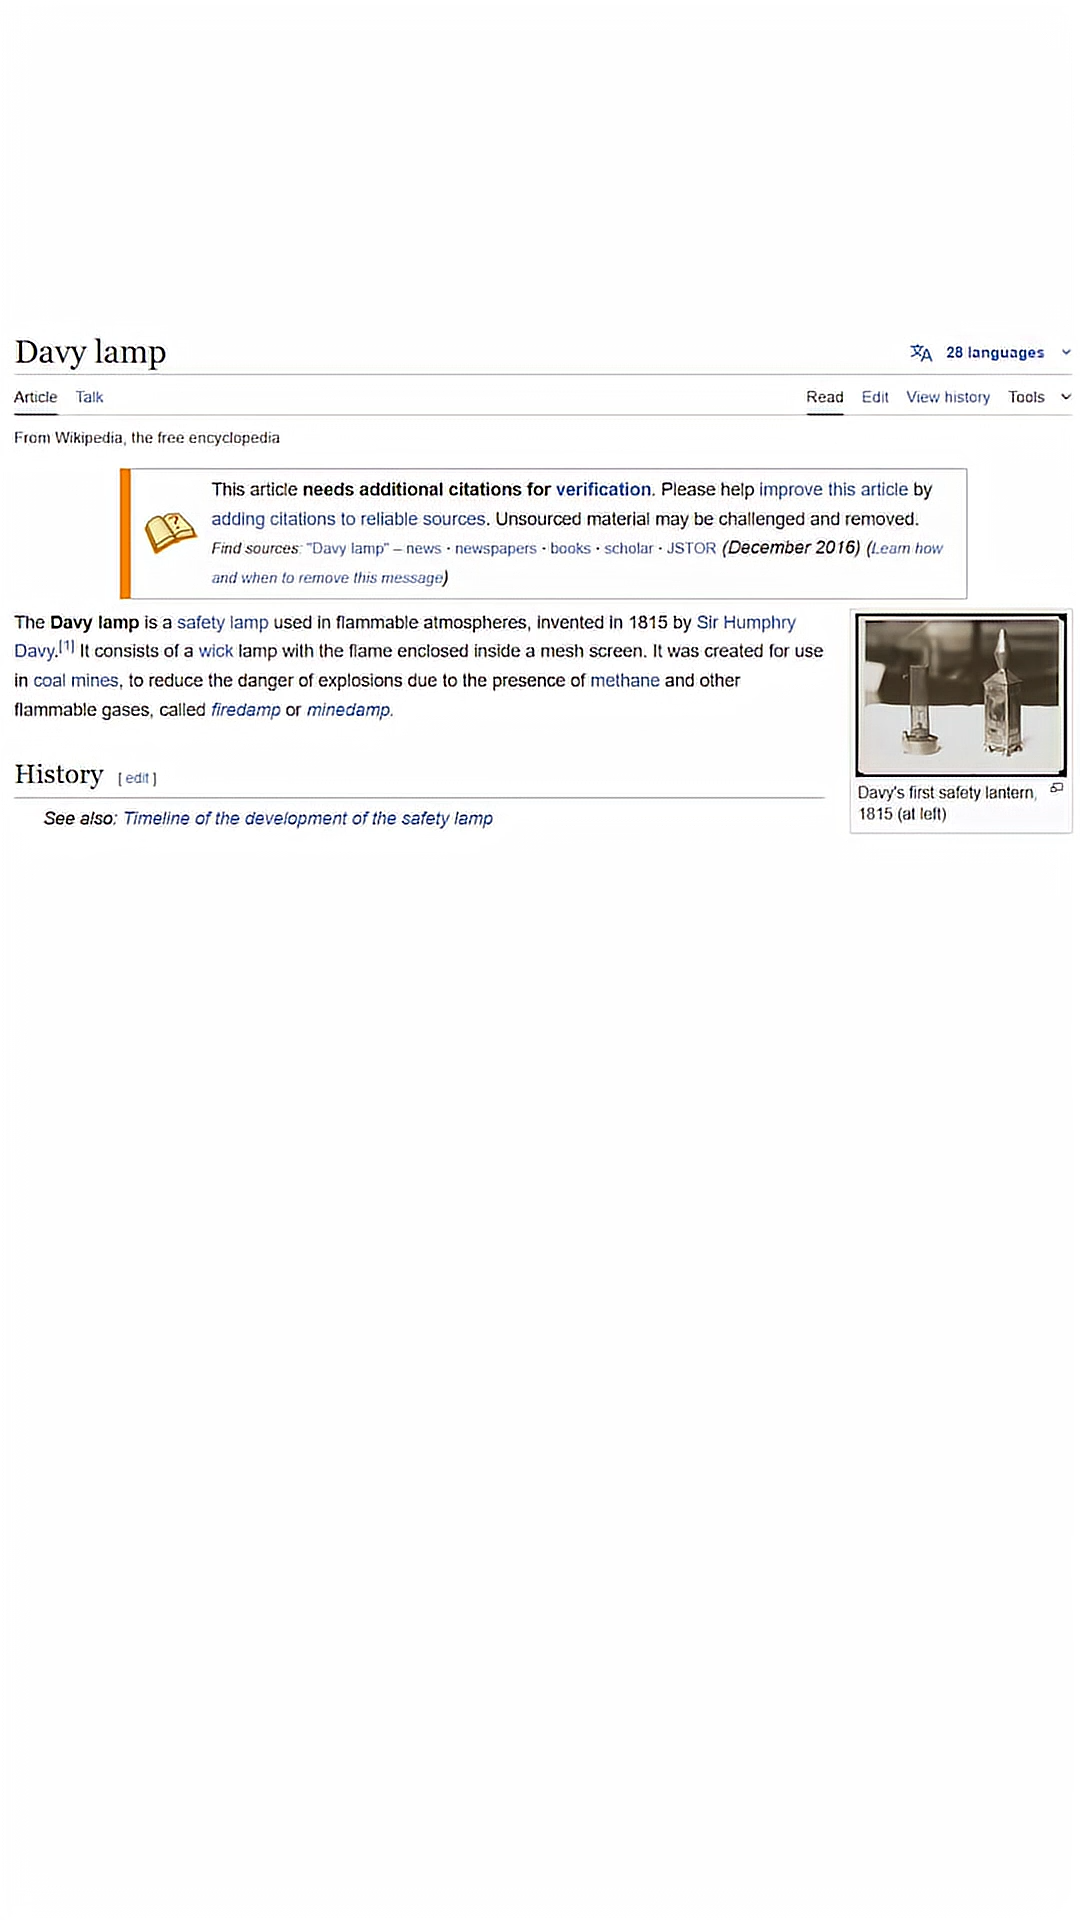 Davy lamp
28 languages
Article Talk
Read Edit View history Tools
From Wikipedia, the free encyclopedia
This article needs additional citations for verification. Please help improve this article by
adding citations to reliable sources. Unsourced material may be challenged and removed.
Find sources: "Davy lamp" – news · newspapers · books · scholar · JSTOR (December 2016) (Learn how
and when to remove this message)
The Davy lamp is a safety lamp used in flammable atmospheres, invented in 1815 by Sir Humphry
Davy.[1] It consists of a wick lamp with the flame enclosed inside a mesh screen. It was created for use
in coal mines, to reduce the danger of explosions due to the presence of methane and other
flammable gases, called firedamp or minedamp.
Davy's first safety lantern,
1815 (at left)
History [ edit ]
See also: Timeline of the development of the safety lamp